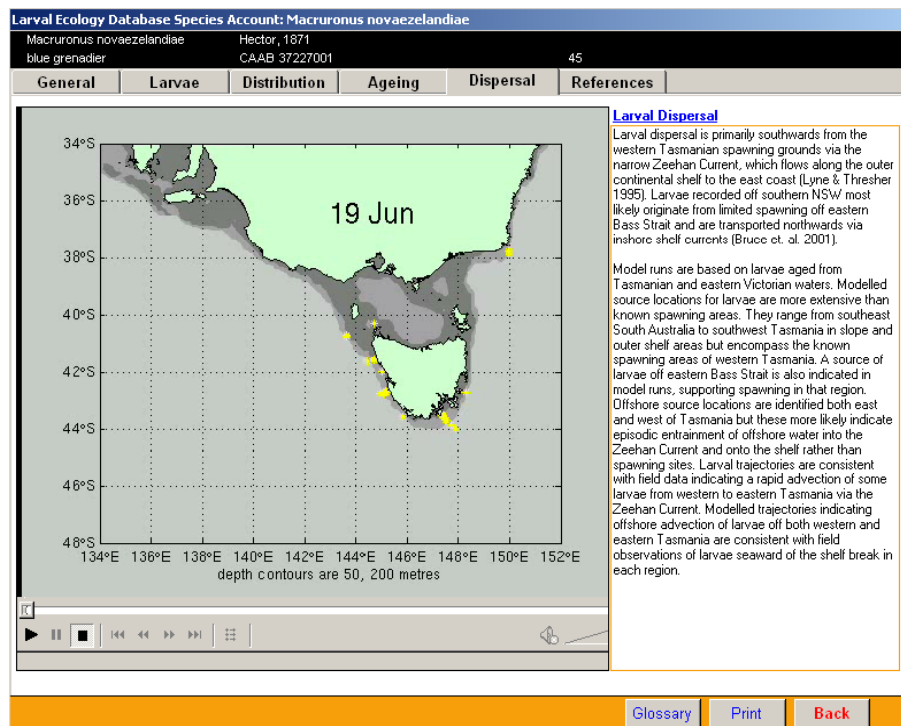 Larval Ecology Database Species Account: Macruronus novaezelandiae
Macruronus novaezelandiae Hector, 1871
blue grenadier CAAB 37227001 45
General Larvae Distribution Ageing Dispersal References
Larval Dispersal
Larval dispersal is primarily southwards from the
western Tasmanian spawning grounds via the
narrow Zeehan Current, which flows along the outer
continental shelf to the east coast (Lyne & Thresher
1995). Larvae recorded off southern NSW most
likely originate from limited spawning off eastern
Bass Strait and are transported northwards via
inshore shelf currents (Bruce et. al. 2001).
Model runs are based on larvae aged from
Tasmanian and eastern Victorian waters. Modelled
source locations for larvae are more extensive than
known spawning areas. They range from southeast
South Australia to southwest Tasmania in slope and
outer shelf areas but encompass the known
spawning areas of western Tasmania. A source of
larvae off eastern Bass Strait is also indicated in
model runs, supporting spawning in that region.
Offshore source locations are identified both east
and west of Tasmania but these more likely indicate
episodic entrainment of offshore water into the
Zeehan Current and onto the shelf rather than
spawning sites. Larval trajectories are consistent
with field data indicating a rapid advection of some
larvae from western to eastern Tasmania via the
Zeehan Current. Modelled trajectories indicating
offshore advection of larvae off both western and
eastern Tasmania are consistent with field
observations of larvae seaward of the shelf break in
each region.
34°S
36°S
19 Jun
38°S
40°S
42°S
44°S
46°S
48°S
134°E 136°E 138°E 140°E 142°E 144°E 146°E 148°E 150°E 152°E
depth contours are 50, 200 metres
Glossary Print Back